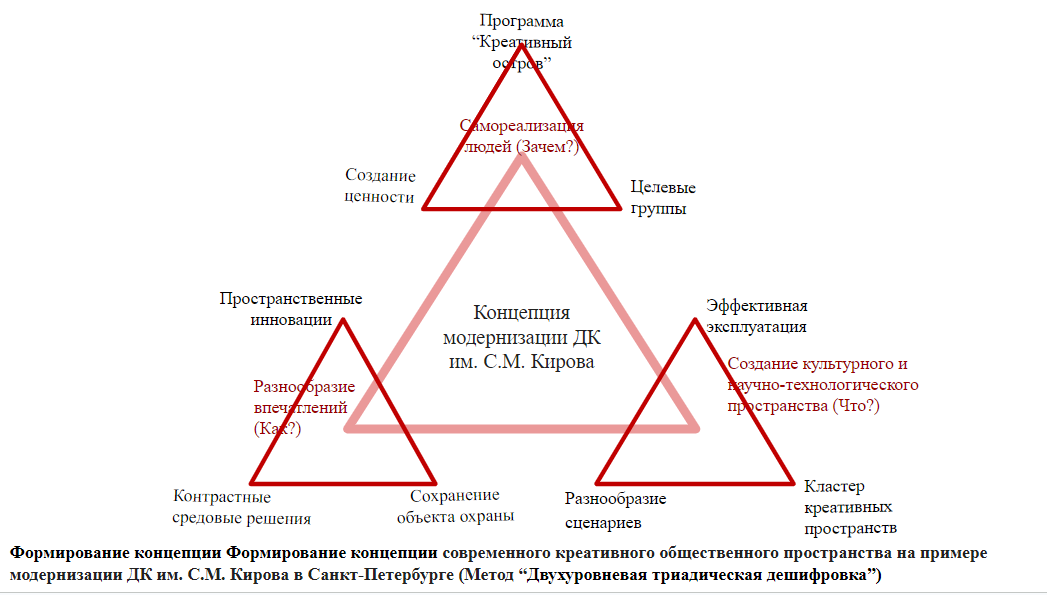 Программа
“Креативный
остров”
Самореализация
людей (Зачем?)
Создание
ценности
Целевые
группы
Пространственные
инновации
Концепция
модернизации ДК
им. С.М. Кирова
Эффективная
эксплуатация
Разнообразие
впечатлений
(Как?)
Создание культурного и
научно-технологического
пространства (Что?)
Контрастные
средовые решения
Сохранение
объекта охраны
Разнообразие
сценариев
Кластер
креативных
пространств
Формирование концепции Формирование концепции современного креативного общественного пространства на примере
модернизации ДК им. С.М. Кирова в Санкт-Петербурге (Метод “Двухуровневая триадическая дешифровка”)